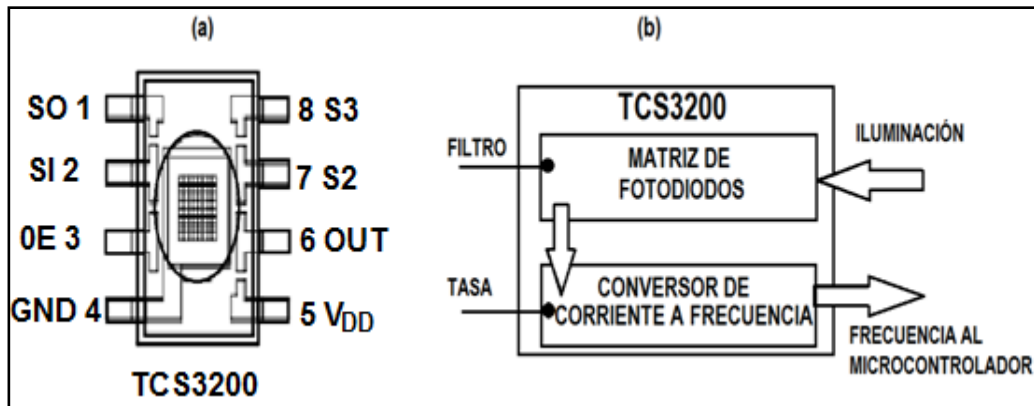 (a)
SO 1
SI 2
0E 3
GND 4
8 S3
7 S2
6 OUT
5 VDD
TCS3200
(b)
TCS3200
FILTRO
MATRIZ DE
FOTODIODOS
ILUMINACIÓN
TASA
CONVERSOR DE
CORRIENTE A FRECUENCIA
FRECUENCIA AL
MICROCONTROLADOR